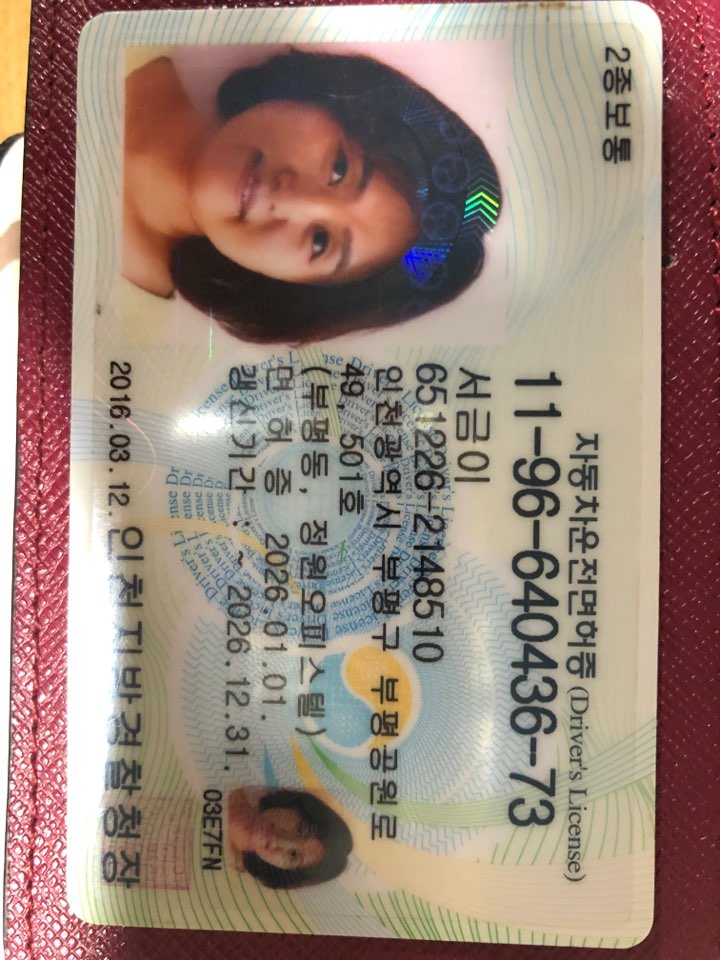 2종보통
자동차운전면허증 (Driver's License)
11-96-640436-73
서금이
651226-2148510
인천광역시 부평구 부평공원로
49, 501호
(부평동, 정원오피스텔)
면 허 증 2026.01.01.
갱신기간 : ~ 2026.12.31.
03E7FN
2016.03.12. 인천지방경찰청장